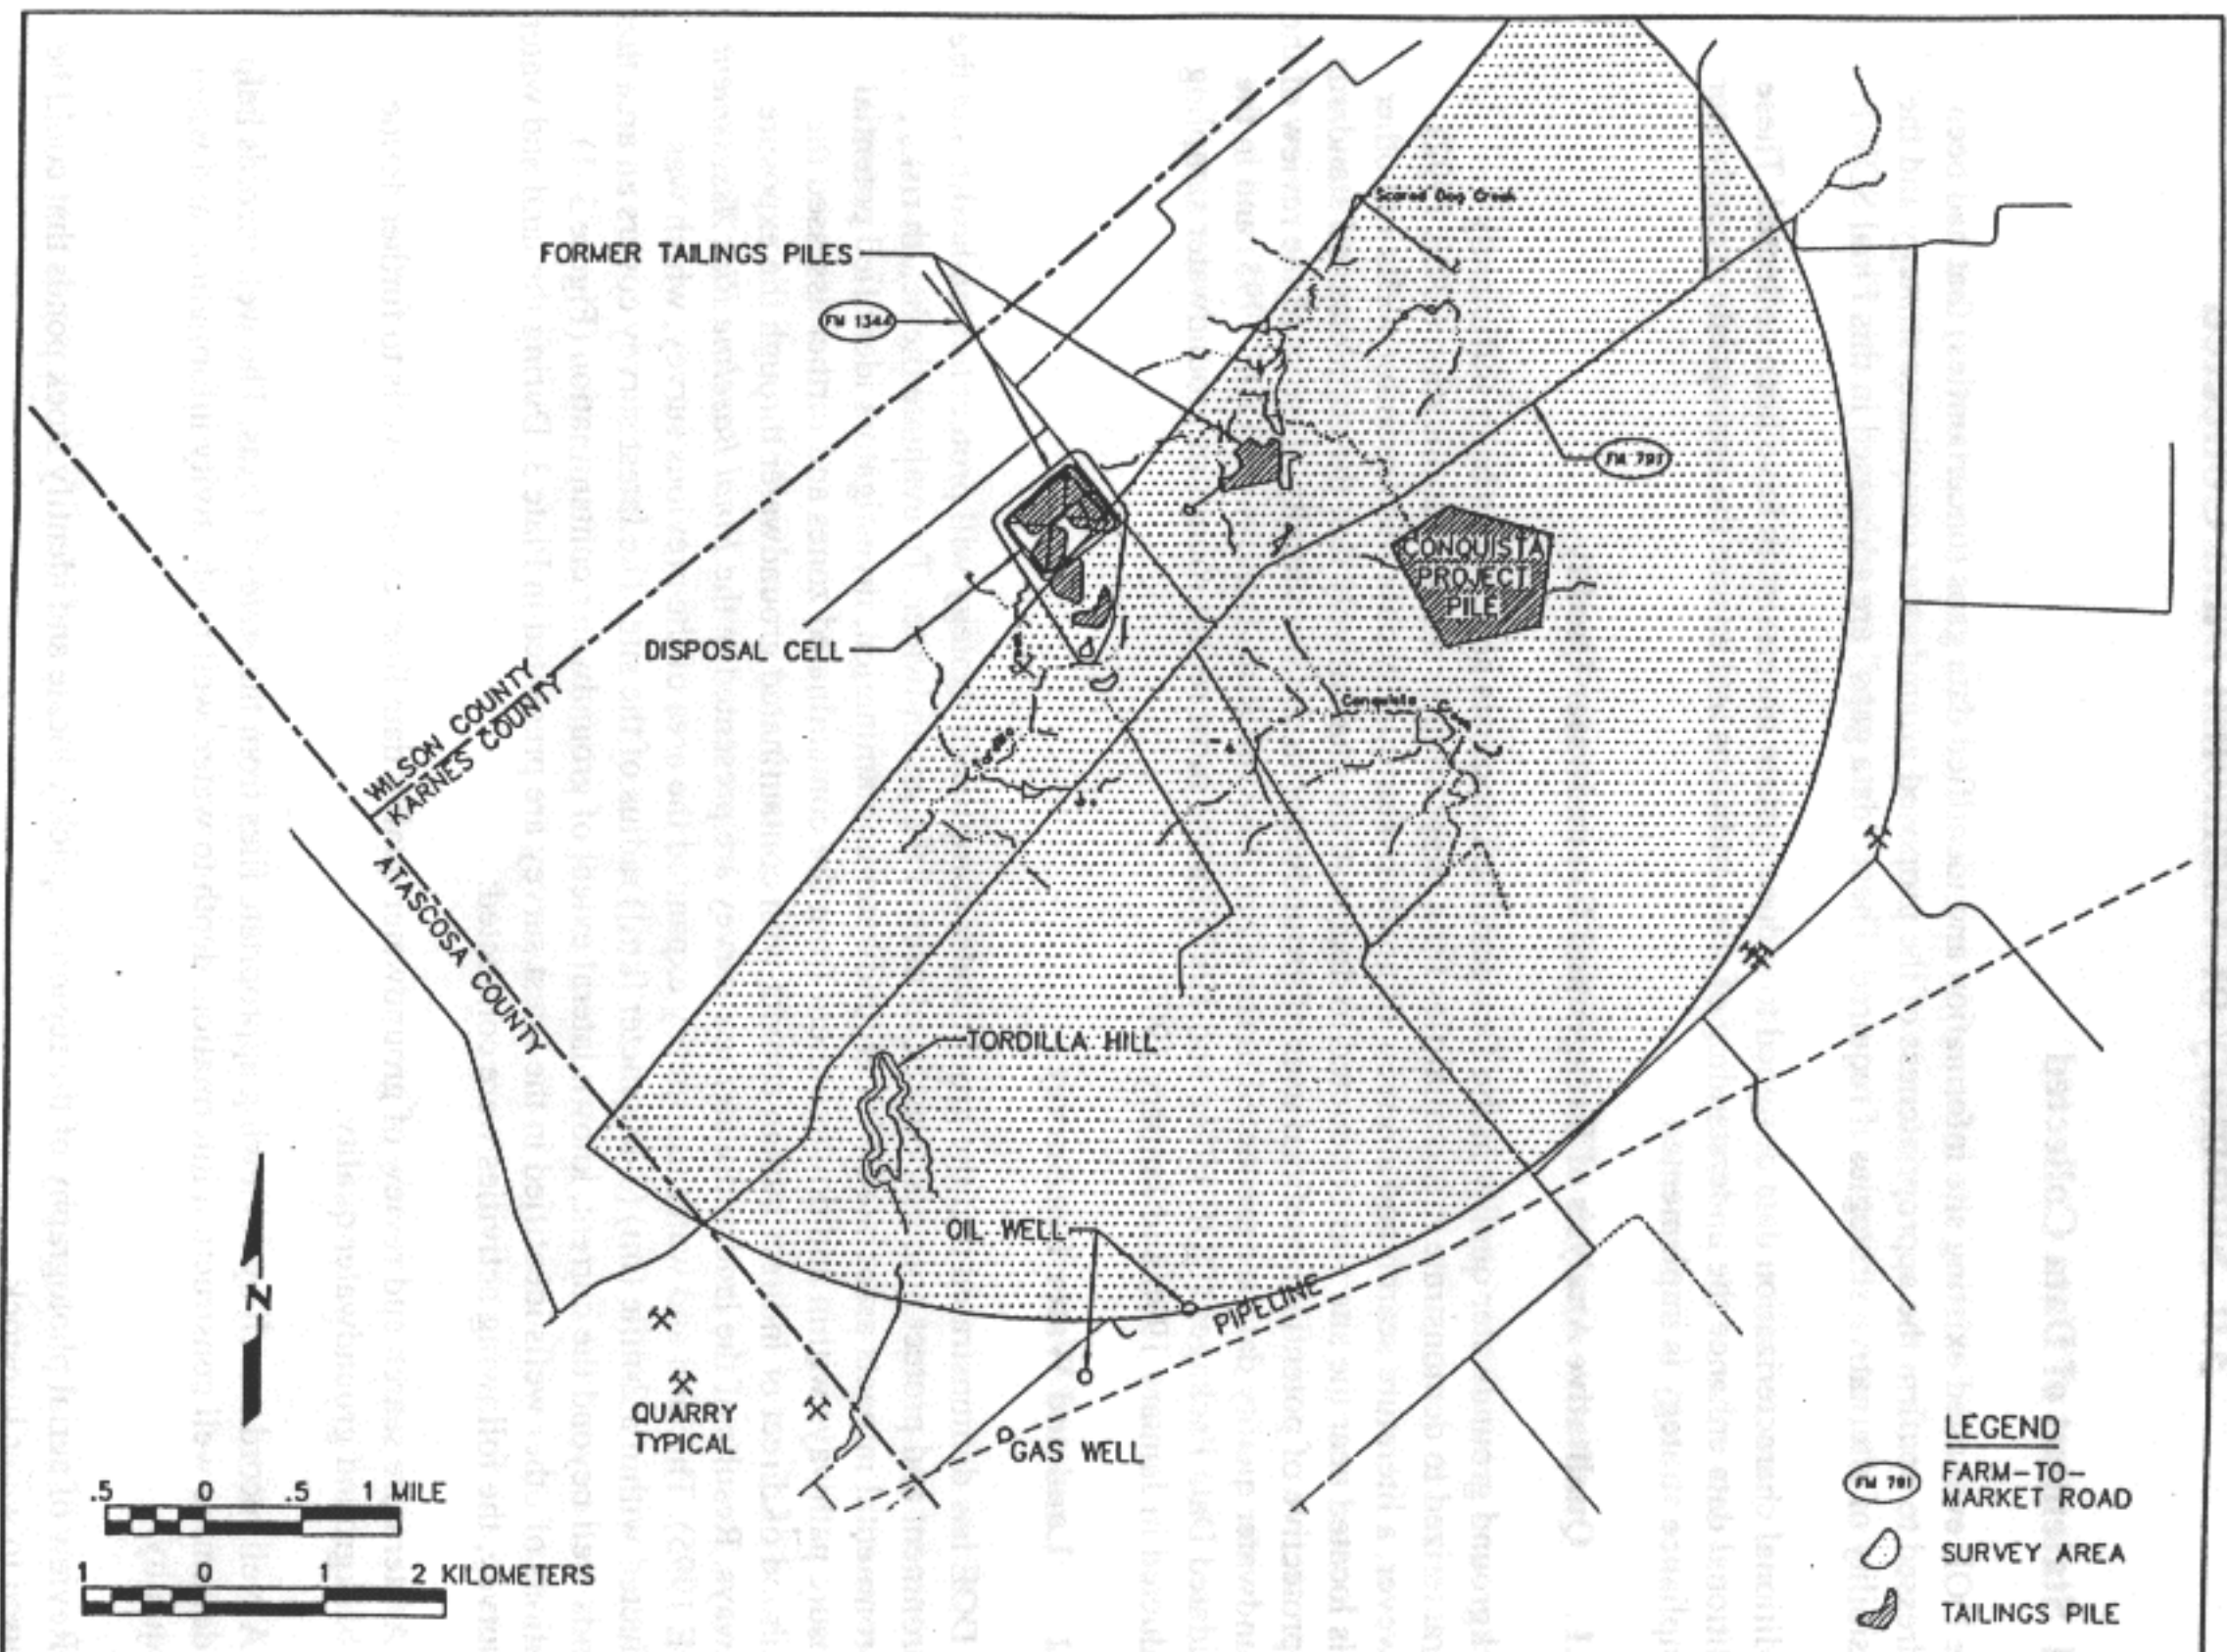 Scared Dog Creek
FORMER TAILINGS PILES
FM 1344
FM 791
CONQUISTA
PROJECT
PILE
DISPOSAL CELL
Conquista
WILSON COUNTY
KARNES COUNTY
ATASCOSA COUNTY
TORDILLA HILL
OIL WELL
PIPELINE
N
QUARRY
TYPICAL
GAS WELL
LEGEND
FM 791
FARM-TO-
MARKET ROAD
SURVEY AREA
TAILINGS PILE
.5 0 .5 1 MILE
1 0 1 2 KILOMETERS